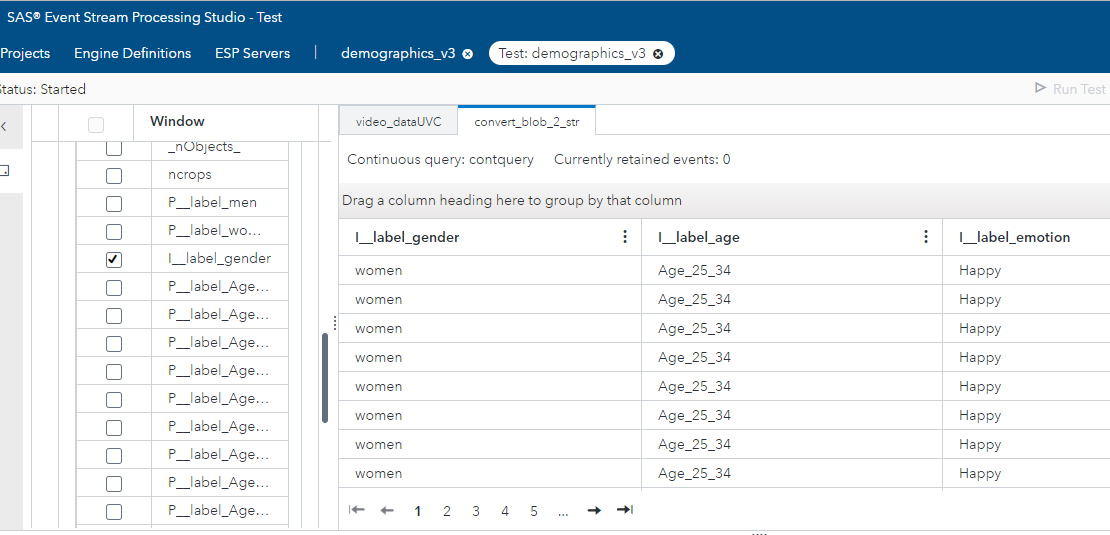 SAS® Event Stream Processing Studio - Test
Projects Engine Definitions ESP Servers | demographics_v3 Test: demographics_v3
Status: Started Run Test
Window
_nObjects_
ncrops
P__label_men
P__label_wo...
I__label_gender
P__label_Age...
P__label_Age...
P__label_Age...
P__label_Age...
P__label_Age...
P__label_Age...
P__label_Age...
P__label_Age...
P__label_Age...
video_dataUVC convert_blob_2_str
Continuous query: contquery Currently retained events: 0
Drag a column heading here to group by that column
I__label_gender I__label_age I__label_emotion
women Age_25_34 Happy
women Age_25_34 Happy
women Age_25_34 Happy
women Age_25_34 Happy
women Age_25_34 Happy
women Age_25_34 Happy
women Age_25_34 Happy
women Age_25_34 Happy
1 2 3 4 5 ...